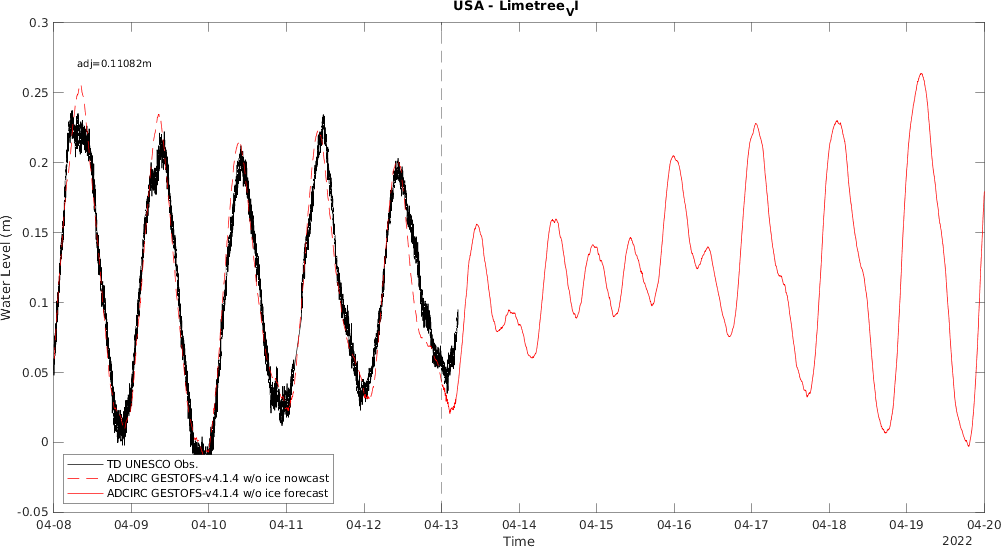 USA - LimetreeVI
0.3
adj=0.11082m
0.25
0.2
0.15
Water Level (m)
0.1
0.05
0
TD UNESCO Obs.
ADCIRC GESTOFS-v4.1.4 w/o ice nowcast
ADCIRC GESTOFS-v4.1.4 w/o ice forecast
-0.05
04-08 04-09 04-10 04-11 04-12 04-13 04-14 04-15 04-16 04-17 04-18 04-19 04-20
Time
2022